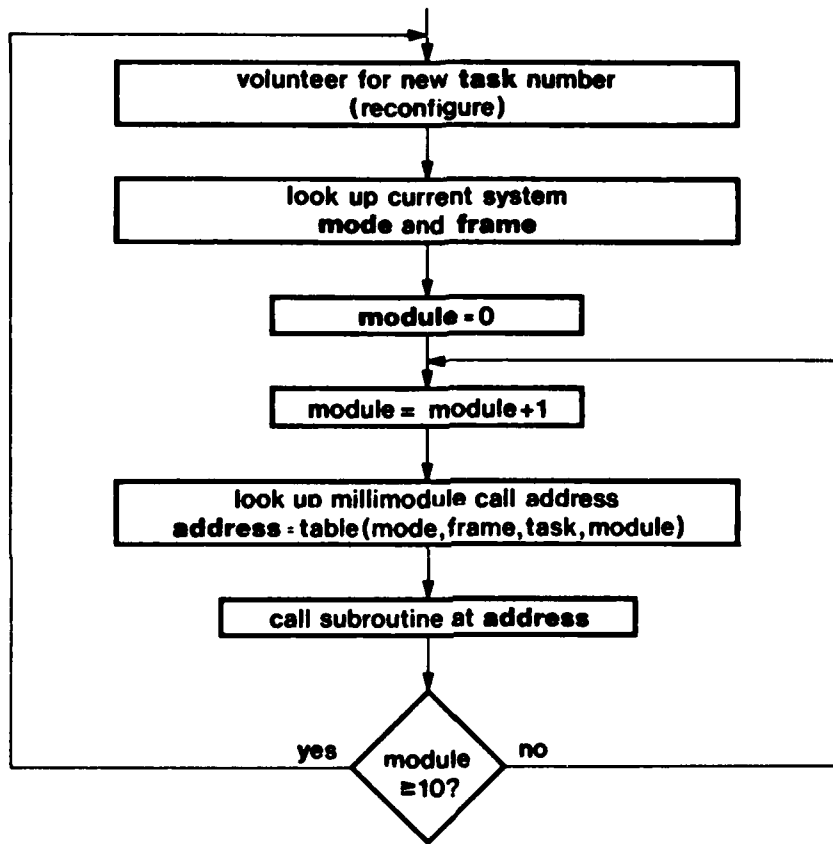 volunteer for new task number
(reconfigure)
look up current system
mode and frame
module = 0
module = module+1
look up millimodule call address
address = table(mode,frame,task,module)
call subroutine at address
yes
module
≧10?
no